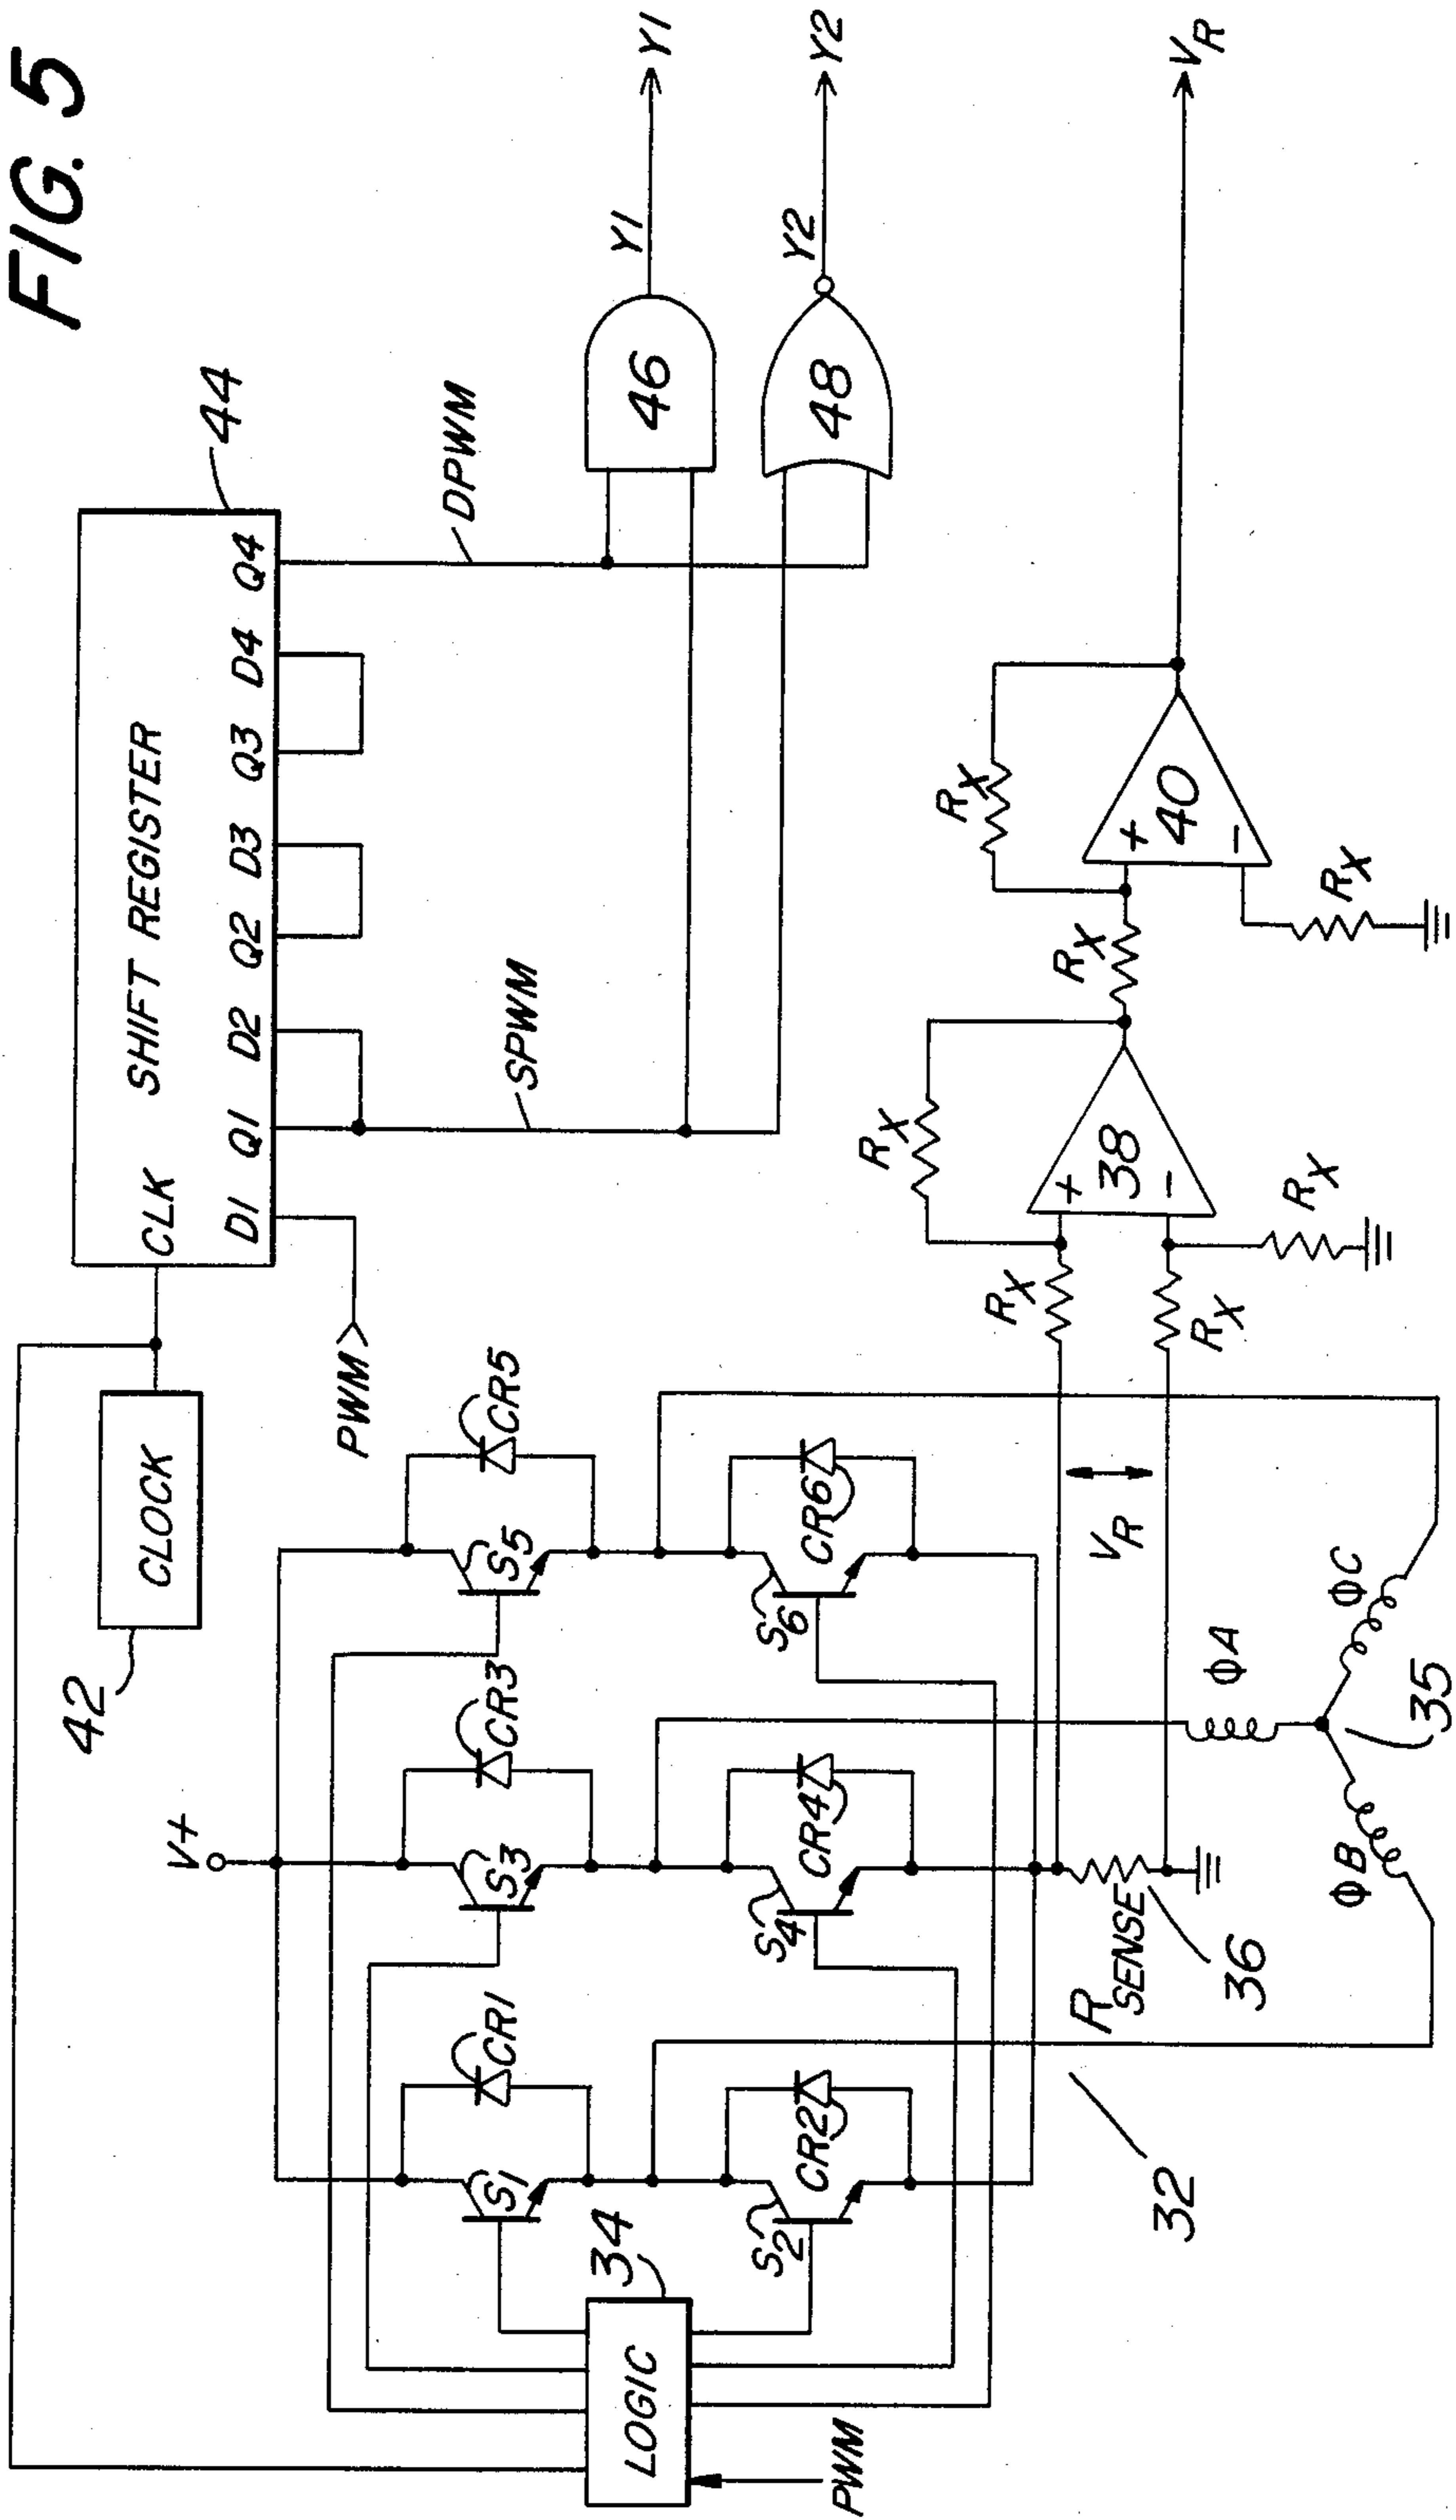 FIG. 5
44
SHIFT REGISTER
CLK
D1 Q1 D2 Q2 D3 Q3 D4 Q4
42
CLOCK
PWM
SPWM
DPWM
46
Y1
Y1
48
Y2
Y2
V+
S1
CR1
S3
CR3
S5
CR5
34
LOGIC
PWM
S2
CR2
S4
CR4
S6
CR6
32
RSENSE
36
VR
ΦA
ΦB
ΦC
35
RX
RX
RX
RX
+
38
-
RX
RX
RX
+
40
-
VR